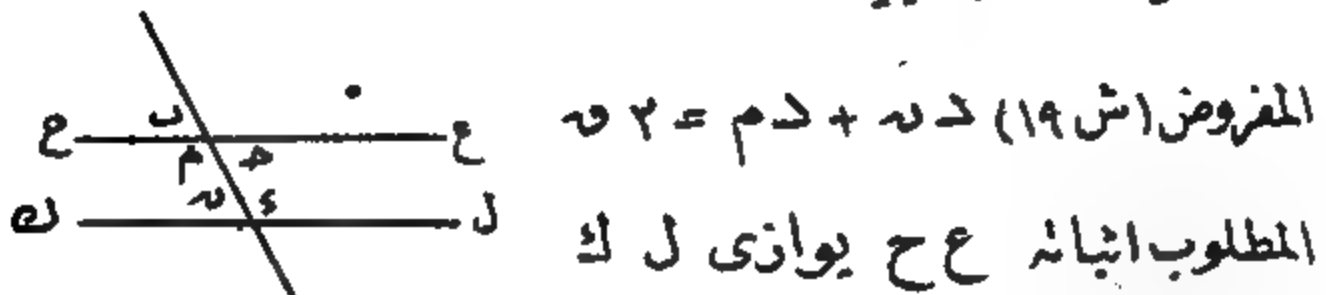 المفروض (ش ١٩) د ن + د م = ٢ ق
المطلوب اثباته ع ح يوازى ل ك
ع ح
ل ك
ب
م ح
ن ء